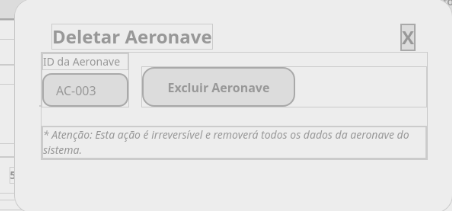 Deletar Aeronave
X
ID da Aeronave
AC-003
Excluir Aeronave
* Atenção: Esta ação é irreversível e removerá todos os dados da aeronave do
sistema.